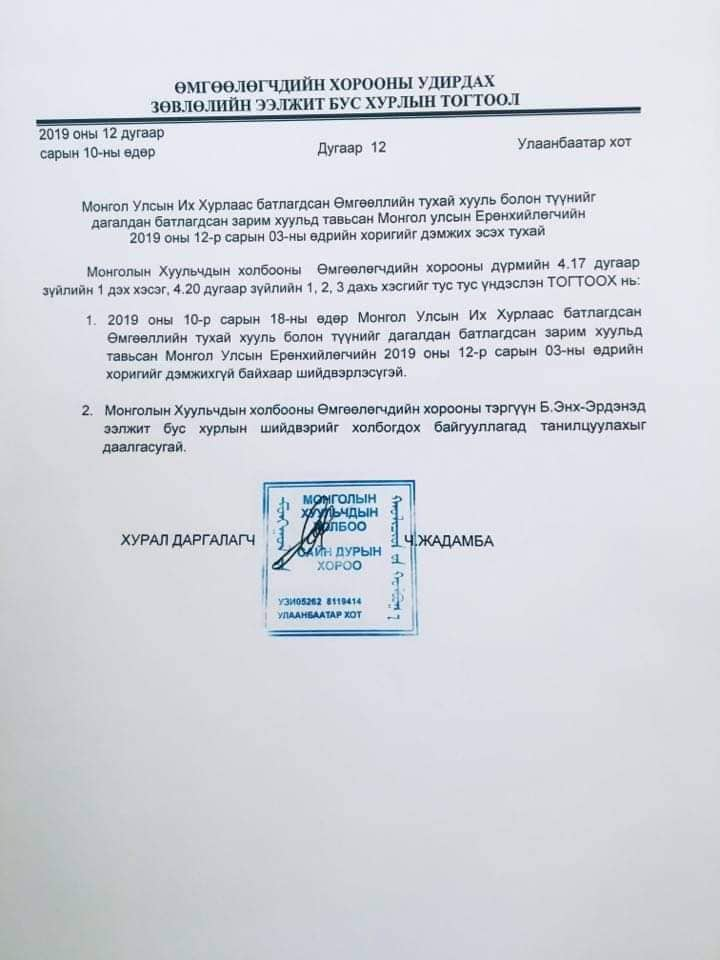 ӨМГӨӨЛӨГЧДИЙН ХОРООНЫ УДИРДАХ
ЗӨВЛӨЛИЙН ЭЭЛЖИТ БУС ХУРЛЫН ТОГТООЛ
2019 оны 12 дугаар
сарын 10-ны өдөр
Дугаар 12
Улаанбаатар хот
Монгол Улсын Их Хурлаас батлагдсан Өмгөөллийн тухай хууль болон түүнийг
дагалдан батлагдсан зарим хуульд тавьсан Монгол улсын Ерөнхийлөгчийн
2019 оны 12-р сарын 03-ны өдрийн хоригийг дэмжих эсэх тухай
Монголын Хуульчдын холбооны Өмгөөлөгчдийн хорооны дүрмийн 4.17 дугаар
зүйлийн 1 дэх хэсэг, 4.20 дугаар зүйлийн 1, 2, 3 дахь хэсгийг тус тус үндэслэн ТОГТООХ нь:
1. 2019 оны 10-р сарын 18-ны өдөр Монгол Улсын Их Хурлаас батлагдсан
Өмгөөллийн тухай хууль болон түүнийг дагалдан батлагдсан зарим хуульд
тавьсан Монгол Улсын Ерөнхийлөгчийн 2019 оны 12-р сарын 03-ны өдрийн
хоригийг дэмжихгүй байхаар шийдвэрлэсүгэй.
2. Монголын Хуульчдын холбооны Өмгөөлөгчдийн хорооны тэргүүн Б.Энх-Эрдэнэд
ээлжит бус хурлын шийдвэрийг холбогдох байгууллагад танилцуулахыг
даалгасугай.
ХУРАЛ ДАРГАЛАГЧ
Ч.ЖАДАМБА
МОНГОЛЫН
ХУУЛЬЧДЫН
ХОЛБОО
САЙН ДУРЫН
ХОРОО
УЗИ05262 8119414
УЛААНБААТАР ХОТ